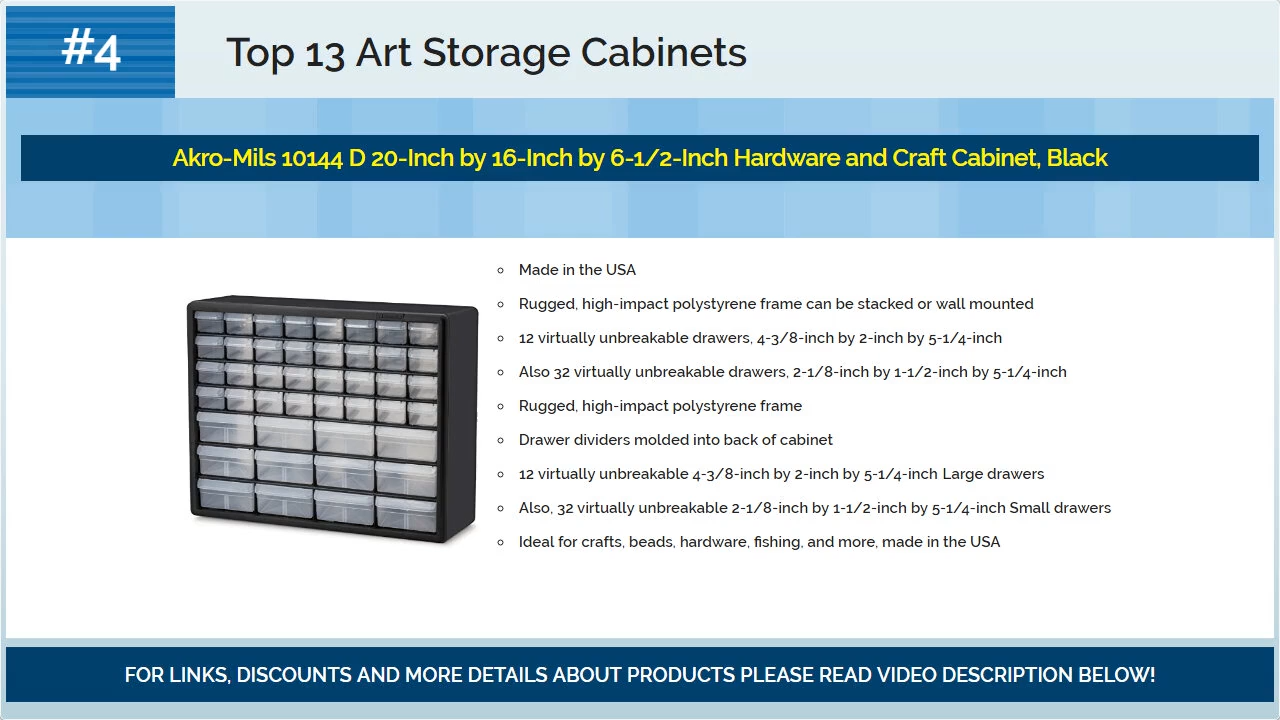 #4
Top 13 Art Storage Cabinets
Akro-Mils 10144 D 20-Inch by 16-Inch by 6-1/2-Inch Hardware and Craft Cabinet, Black
Made in the USA
Rugged, high-impact polystyrene frame can be stacked or wall mounted
12 virtually unbreakable drawers, 4-3/8-inch by 2-inch by 5-1/4-inch
Also 32 virtually unbreakable drawers, 2-1/8-inch by 1-1/2-inch by 5-1/4-inch
Rugged, high-impact polystyrene frame
Drawer dividers molded into back of cabinet
12 virtually unbreakable 4-3/8-inch by 2-inch by 5-1/4-inch Large drawers
Also, 32 virtually unbreakable 2-1/8-inch by 1-1/2-inch by 5-1/4-inch Small drawers
Ideal for crafts, beads, hardware, fishing, and more, made in the USA
FOR LINKS, DISCOUNTS AND MORE DETAILS ABOUT PRODUCTS PLEASE READ VIDEO DESCRIPTION BELOW!